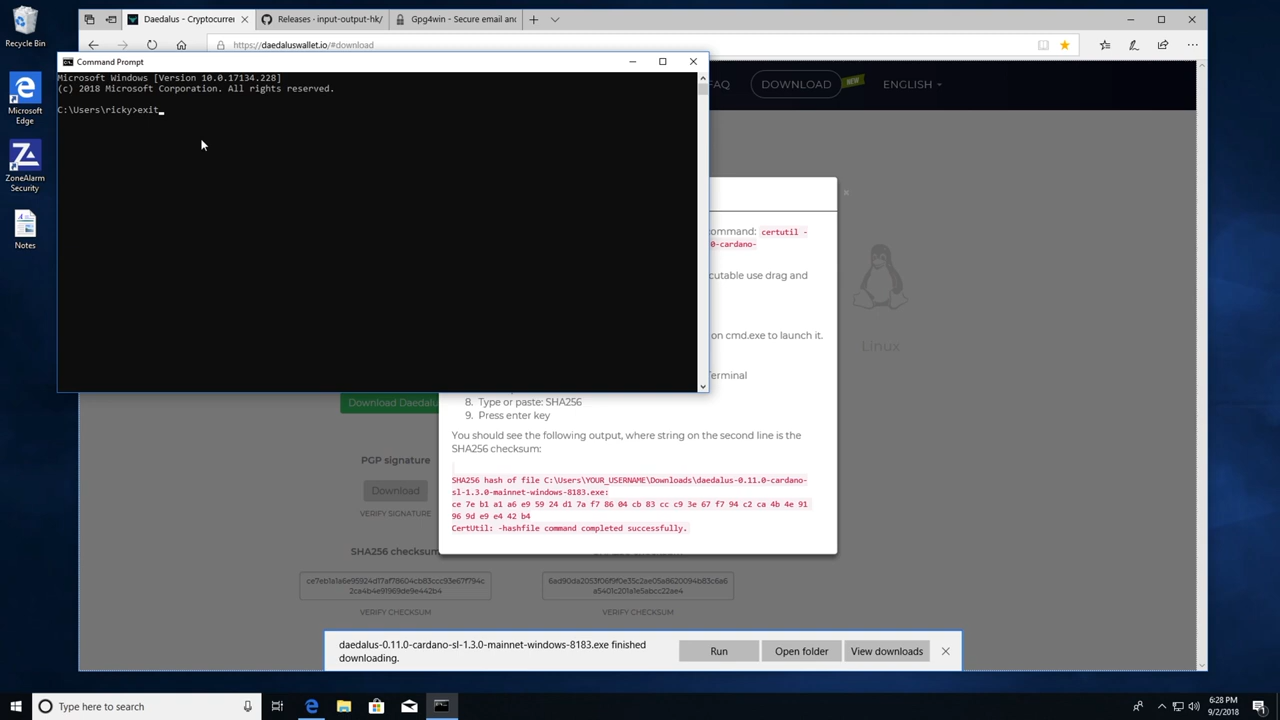 Recycle Bin
Microsoft Edge
ZoneAlarm Security
Notes
Daedalus - Cryptocurre
Releases · input-output-hk/
Gpg4win - Secure email an
https://daedaluswallet.io/#download
Command Prompt
Microsoft Windows [Version 10.0.17134.228]
(c) 2018 Microsoft Corporation. All rights reserved.
C:\Users\ricky>exit
FAQ
DOWNLOAD
NEW
ENGLISH
command: certutil -
0-cardano-
cutable use drag and
on cmd.exe to launch it.
Terminal
8. Type or paste: SHA256
9. Press enter key
You should see the following output, where string on the second line is the
SHA256 checksum:
SHA256 hash of file C:\Users\YOUR_USERNAME\Downloads\daedalus-0.11.0-cardano-
sl-1.3.0-mainnet-windows-8183.exe:
ce 7e b1 a1 a6 e9 59 24 d1 7a f7 86 04 cb 83 cc c9 3e 67 f7 94 c2 ca 4b 4e 91
96 9d e9 e4 42 b4
CertUtil: -hashfile command completed successfully.
Linux
Download Daedalu
PGP signature
Download
VERIFY SIGNATURE
SHA256 checksum
ce7eb1a1a6e95924d17af78604cb83ccc93e67f794c
2ca4b4e91969de9e442b4
VERIFY CHECKSUM
6ad90da2053f06f9f0e35c2ae05a8620094b83c6a6
a5401c201a1e5abcc22ae4
VERIFY CHECKSUM
daedalus-0.11.0-cardano-sl-1.3.0-mainnet-windows-8183.exe finished
downloading.
Run
Open folder
View downloads
Type here to search
6:28 PM
9/2/2018